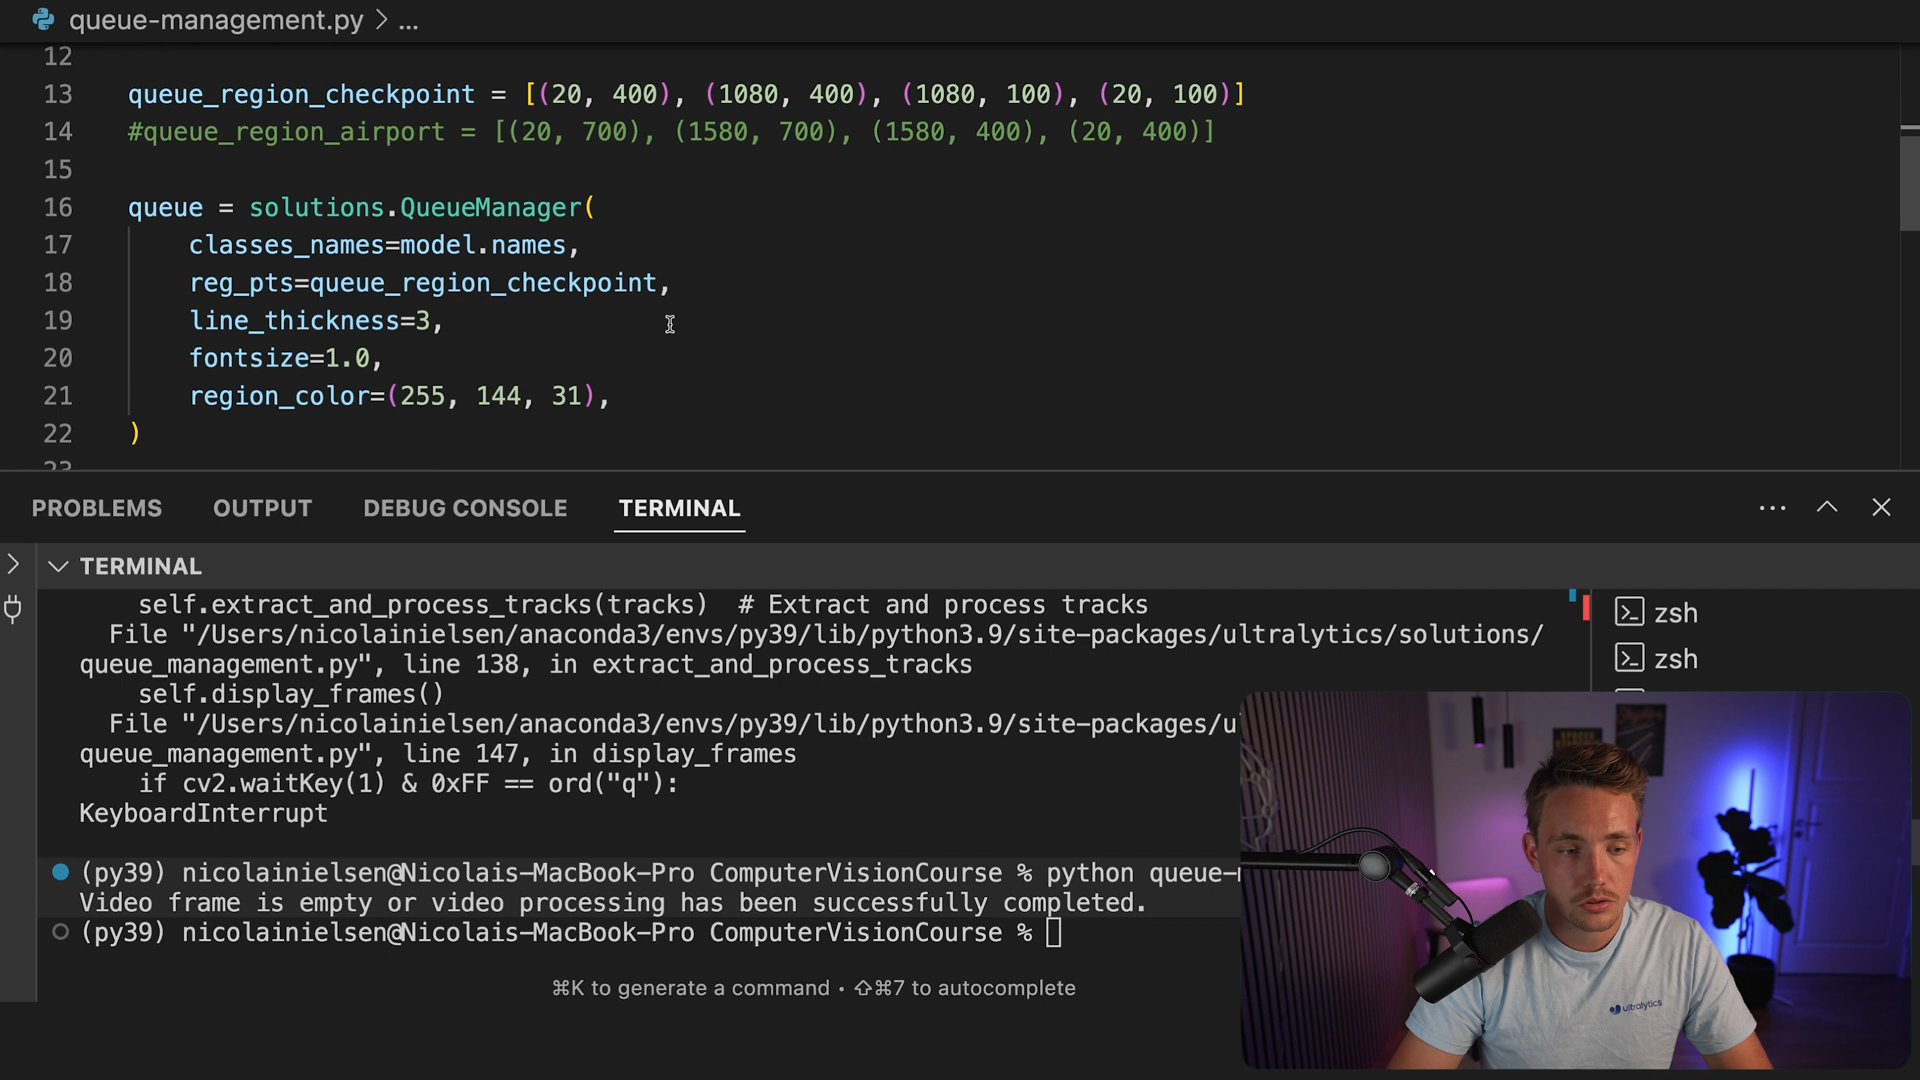 queue-management.py > ...
12
13 queue_region_checkpoint = [(20, 400), (1080, 400), (1080, 100), (20, 100)]
14 #queue_region_airport = [(20, 700), (1580, 700), (1580, 400), (20, 400)]
15
16 queue = solutions.QueueManager(
17 classes_names=model.names,
18 reg_pts=queue_region_checkpoint,
19 line_thickness=3,
20 fontsize=1.0,
21 region_color=(255, 144, 31),
22 )
23
PROBLEMS OUTPUT DEBUG CONSOLE TERMINAL
TERMINAL
self.extract_and_process_tracks(tracks)  # Extract and process tracks
File "/Users/nicolainielsen/anaconda3/envs/py39/lib/python3.9/site-packages/ultralytics/solutions/
queue_management.py", line 138, in extract_and_process_tracks
self.display_frames()
File "/Users/nicolainielsen/anaconda3/envs/py39/lib/python3.9/site-packages/ul
queue_management.py", line 147, in display_frames
if cv2.waitKey(1) & 0xFF == ord("q"):
KeyboardInterrupt
(py39) nicolainielsen@Nicolais-MacBook-Pro ComputerVisionCourse % python queue-
Video frame is empty or video processing has been successfully completed.
(py39) nicolainielsen@Nicolais-MacBook-Pro ComputerVisionCourse %
⌘K to generate a command • ⇧⌘7 to autocomplete
zsh
zsh
ultralytics